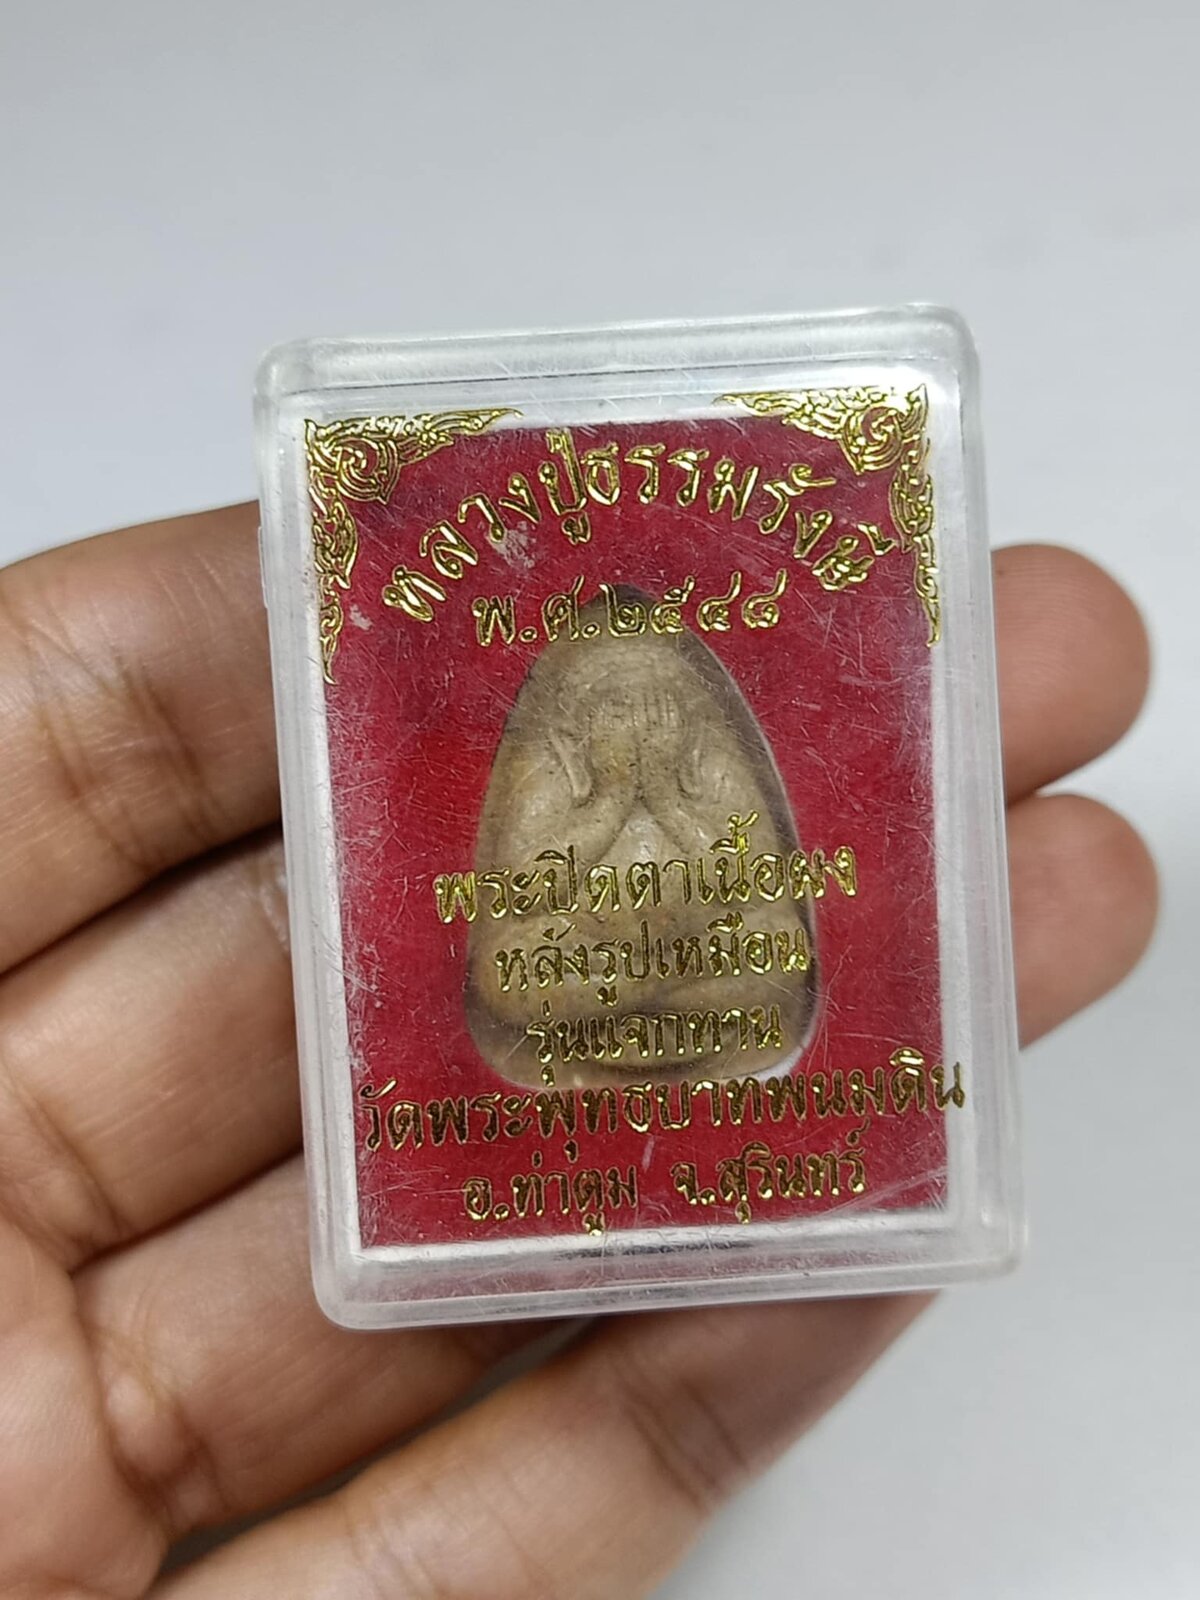 หลวงปู่ธรรมรังษี
พ.ศ.๒๕๔๘
พระปิดตาเนื้อผง
หลังรูปเหมือน
รุ่นแจกทาน
วัดพระพุทธบาทพนมดิน
อ.ท่าตูม จ.สุรินทร์